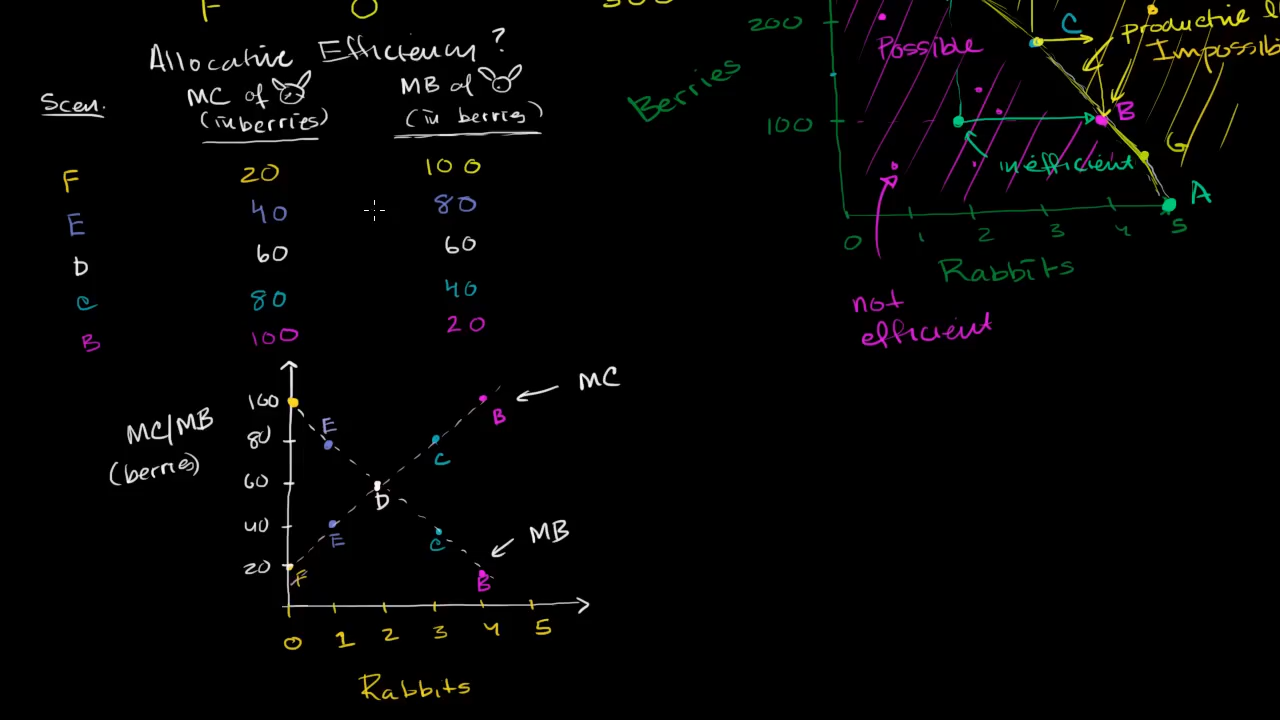 F O 300
Allocative Efficiency?
Scen. MC of MB of
(in berries) (in berries)
F 20 100
E 40 80
D 60 60
C 80 40
B 100 20
MC/MB
(berries)
100
80
60
40
20
E
D
C
B
MC
F
E
C
B
MB
0 1 2 3 4 5
Rabbits
200
Possible
C
Impossib
Berries
100
B
G
inefficient
A
0 1 2 3 4 5
Rabbits
not
efficient